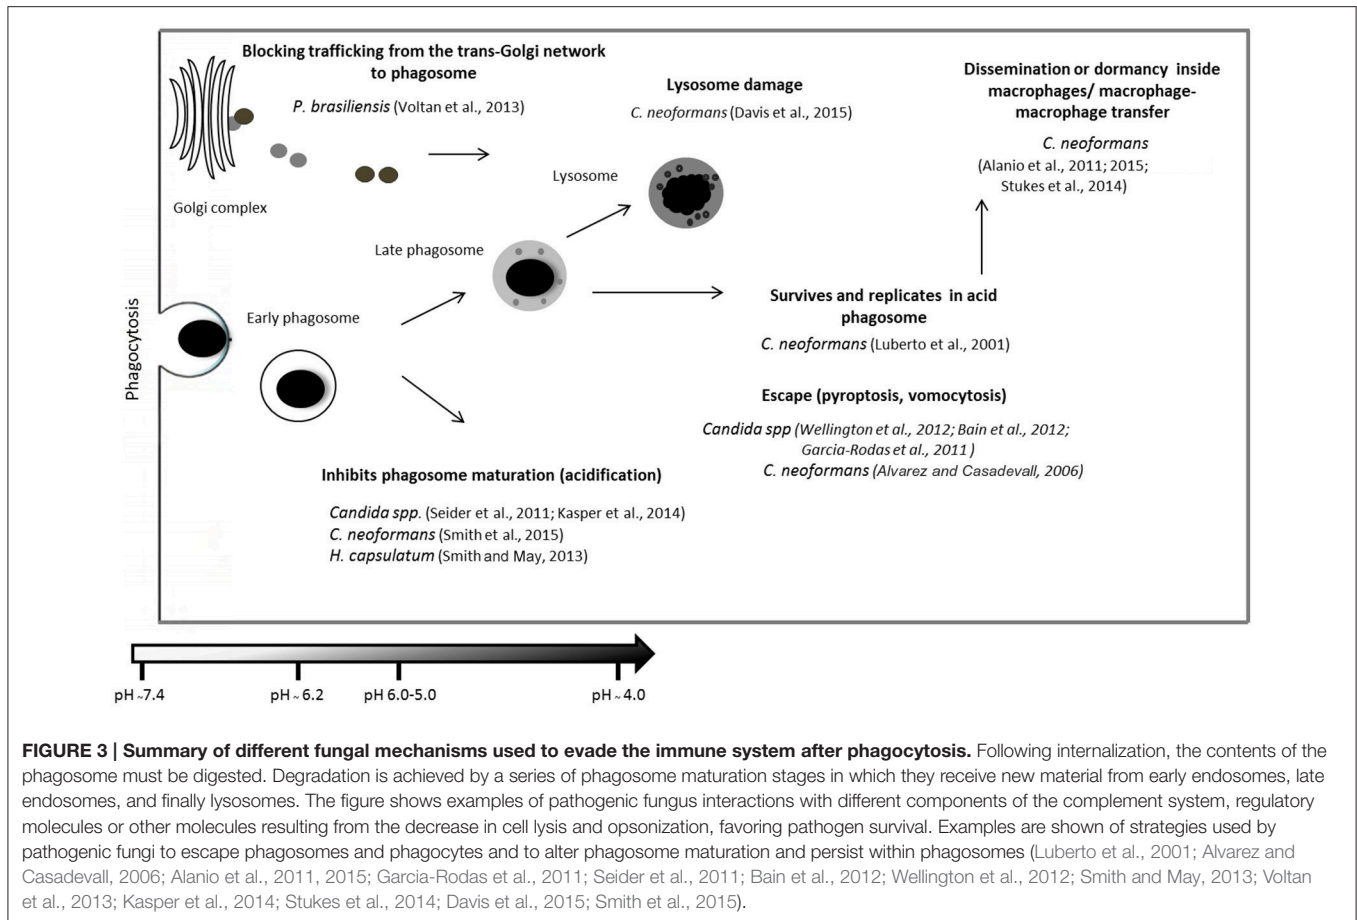 Blocking trafficking from the trans-Golgi network
to phagosome
P. brasiliensis (Voltan et al., 2013)
Golgi complex
Lysosome damage
C. neoformans (Davis et al., 2015)
Lysosome
Dissemination or dormancy inside
macrophages/ macrophage-
macrophage transfer
C. neoformans
(Alanio et al., 2011; 2015;
Stukes et al., 2014)
Late phagosome
Phagocytosis
Early phagosome
Survives and replicates in acid
phagosome
C. neoformans (Luberto et al., 2001)
Escape (pyroptosis, vomocytosis)
Candida spp (Wellington et al., 2012; Bain et al., 2012;
Garcia-Rodas et al., 2011)
C. neoformans (Alvarez and Casadevall, 2006)
Inhibits phagosome maturation (acidification)
Candida spp. (Seider et al., 2011; Kasper et al., 2014)
C. neoformans (Smith et al., 2015)
H. capsulatum (Smith and May, 2013)
pH ~7.4
pH ~ 6.2
pH 6.0-5.0
pH ~ 4.0
FIGURE 3 | Summary of different fungal mechanisms used to evade the immune system after phagocytosis. Following internalization, the contents of the
phagosome must be digested. Degradation is achieved by a series of phagosome maturation stages in which they receive new material from early endosomes, late
endosomes, and finally lysosomes. The figure shows examples of pathogenic fungus interactions with different components of the complement system, regulatory
molecules or other molecules resulting from the decrease in cell lysis and opsonization, favoring pathogen survival. Examples are shown of strategies used by
pathogenic fungi to escape phagosomes and phagocytes and to alter phagosome maturation and persist within phagosomes (Luberto et al., 2001; Alvarez and
Casadevall, 2006; Alanio et al., 2011, 2015; Garcia-Rodas et al., 2011; Seider et al., 2011; Bain et al., 2012; Wellington et al., 2012; Smith and May, 2013; Voltan
et al., 2013; Kasper et al., 2014; Stukes et al., 2014; Davis et al., 2015; Smith et al., 2015).